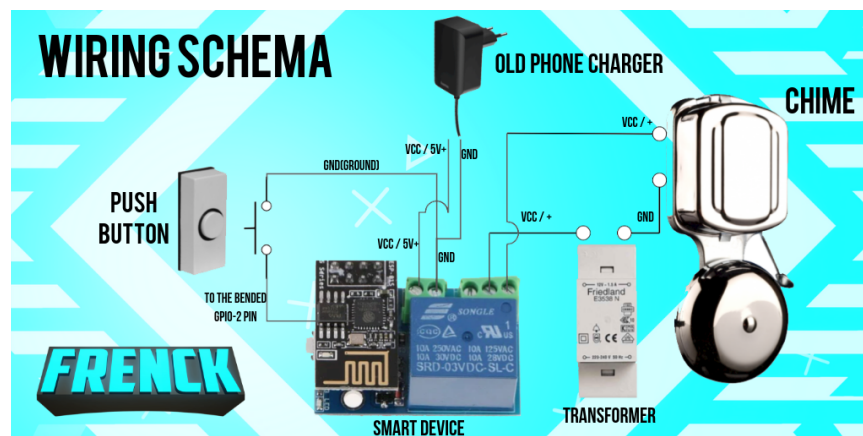 WIRING SCHEMA
OLD PHONE CHARGER
CHIME
VCC / +
VCC / 5V+
GND
GND(GROUND)
PUSH
BUTTON
VCC / +
GND
VCC / 5V+
GND
TO THE BENDED
GPIO-2 PIN
Friedland
E3536 N
SONGLE
10A 250VAC 10A 125VAC
10A 30VDC 10A 28VDC
SRD-03VDC-SL-C
FRENCK
SMART DEVICE
TRANSFORMER